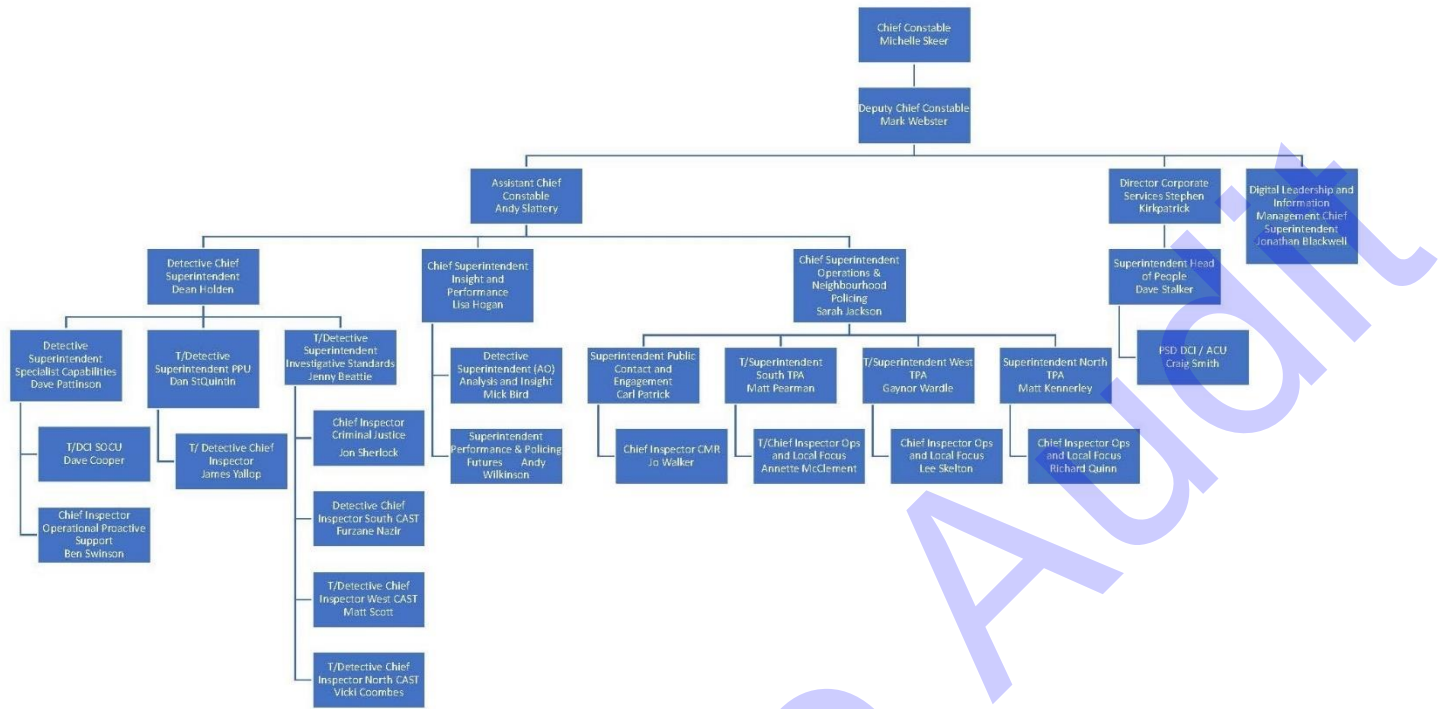 Chief Constable
Michelle Skeer
Deputy Chief Constable
Mark Webster
Assistant Chief
Constable
Andy Slattery
Director Corporate
Services Stephen
Kirkpatrick
Digital Leadership and
Information
Management Chief
Superintendent
Jonathan Blackwell
Detective Chief
Superintendent
Dean Holden
Chief Superintendent
Insight and
Performance
Lisa Hogan
Chief Superintendent
Operations &
Neighbourhood
Policing
Sarah Jackson
Superintendent Head
of People
Dave Stalker
Detective
Superintendent
Specialist Capabilities
Dave Pattinson
T/Detective
Superintendent PPU
Dan StQuintin
T/Detective
Superintendent
Investigative Standards
Jenny Beattie
Detective
Superintendent (AO)
Analysis and Insight
Mick Bird
Superintendent Public
Contact and
Engagement
Carl Patrick
T/Superintendent
South TPA
Matt Pearman
T/Superintendent West
TPA
Gaynor Wardle
Superintendent North
TPA
Matt Kennerley
PSD DCI / ACU
Craig Smith
T/DCI SOCU
Dave Cooper
T/ Detective Chief
Inspector
James Yallop
Chief Inspector
Criminal Justice
Jon Sherlock
Superintendent
Performance & Policing
Futures Andy
Wilkinson
Chief Inspector CMR
Jo Walker
T/Chief Inspector Ops
and Local Focus
Annette McClement
Chief Inspector Ops
and Local Focus
Lee Skelton
Chief Inspector Ops
and Local Focus
Richard Quinn
Chief Inspector
Operational Proactive
Support
Ben Swinson
Detective Chief
Inspector South CAST
Furzane Nazir
T/Detective Chief
Inspector West CAST
Matt Scott
T/Detective Chief
Inspector North CAST
Vicki Coombes
Audit